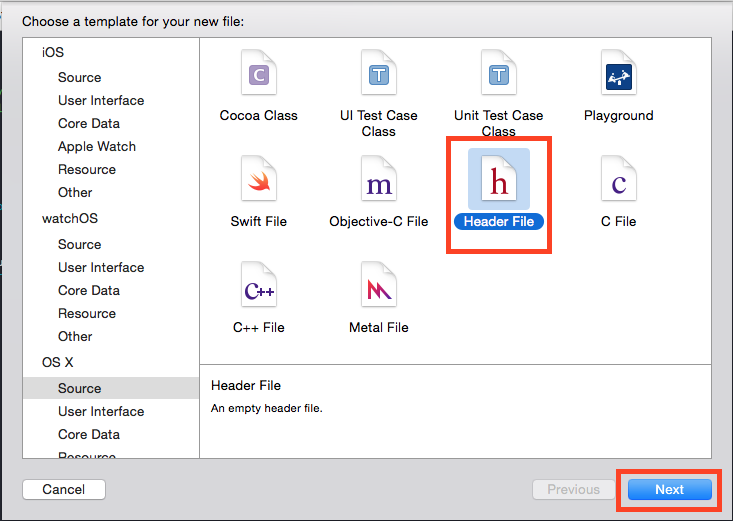 Choose a template for your new file:
iOS
Source
User Interface
Core Data
Apple Watch
Resource
Other
watchOS
Source
User Interface
Core Data
Resource
Other
OS X
Source
User Interface
Core Data
Resource
C
Cocoa Class
T
UI Test Case
Class
T
Unit Test Case
Class
Playground
Swift File
m
Objective-C File
h
Header File
c
C File
C++
C++ File
Metal File
Header File
An empty header file.
Cancel
Previous
Next